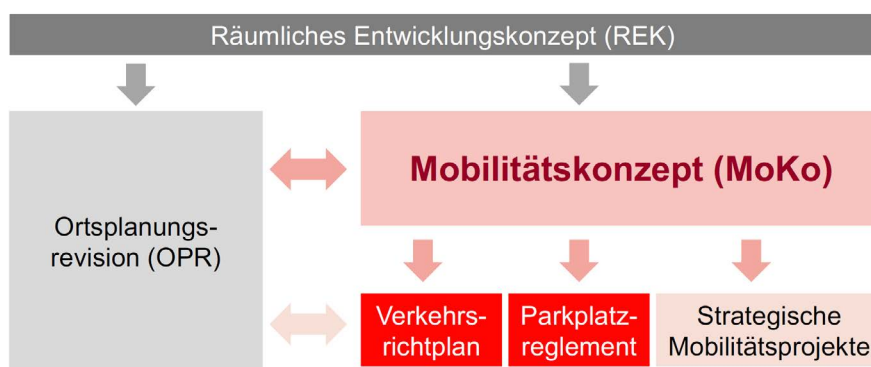 Räumliches Entwicklungskonzept (REK)
Mobilitätskonzept (MoKo)
Ortsplanungs-
revision (OPR)
Verkehrs-
richtplan
Parkplatz-
reglement
Strategische
Mobilitätsprojekte